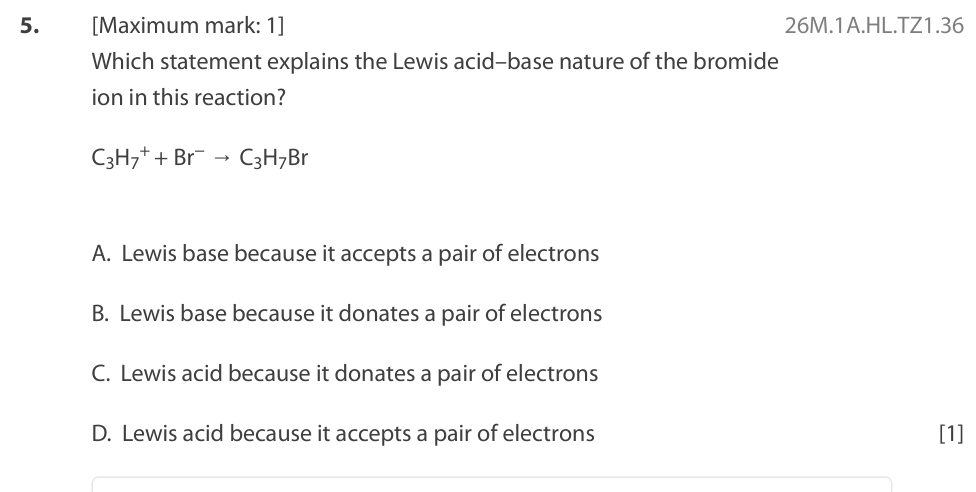 5. [Maximum mark: 1] 26M.1A.HL.TZ1.36
Which statement explains the Lewis acid–base nature of the bromide
ion in this reaction?
C₃H₇⁺ + Br⁻ → C₃H₇Br
A. Lewis base because it accepts a pair of electrons
B. Lewis base because it donates a pair of electrons
C. Lewis acid because it donates a pair of electrons
D. Lewis acid because it accepts a pair of electrons [1]